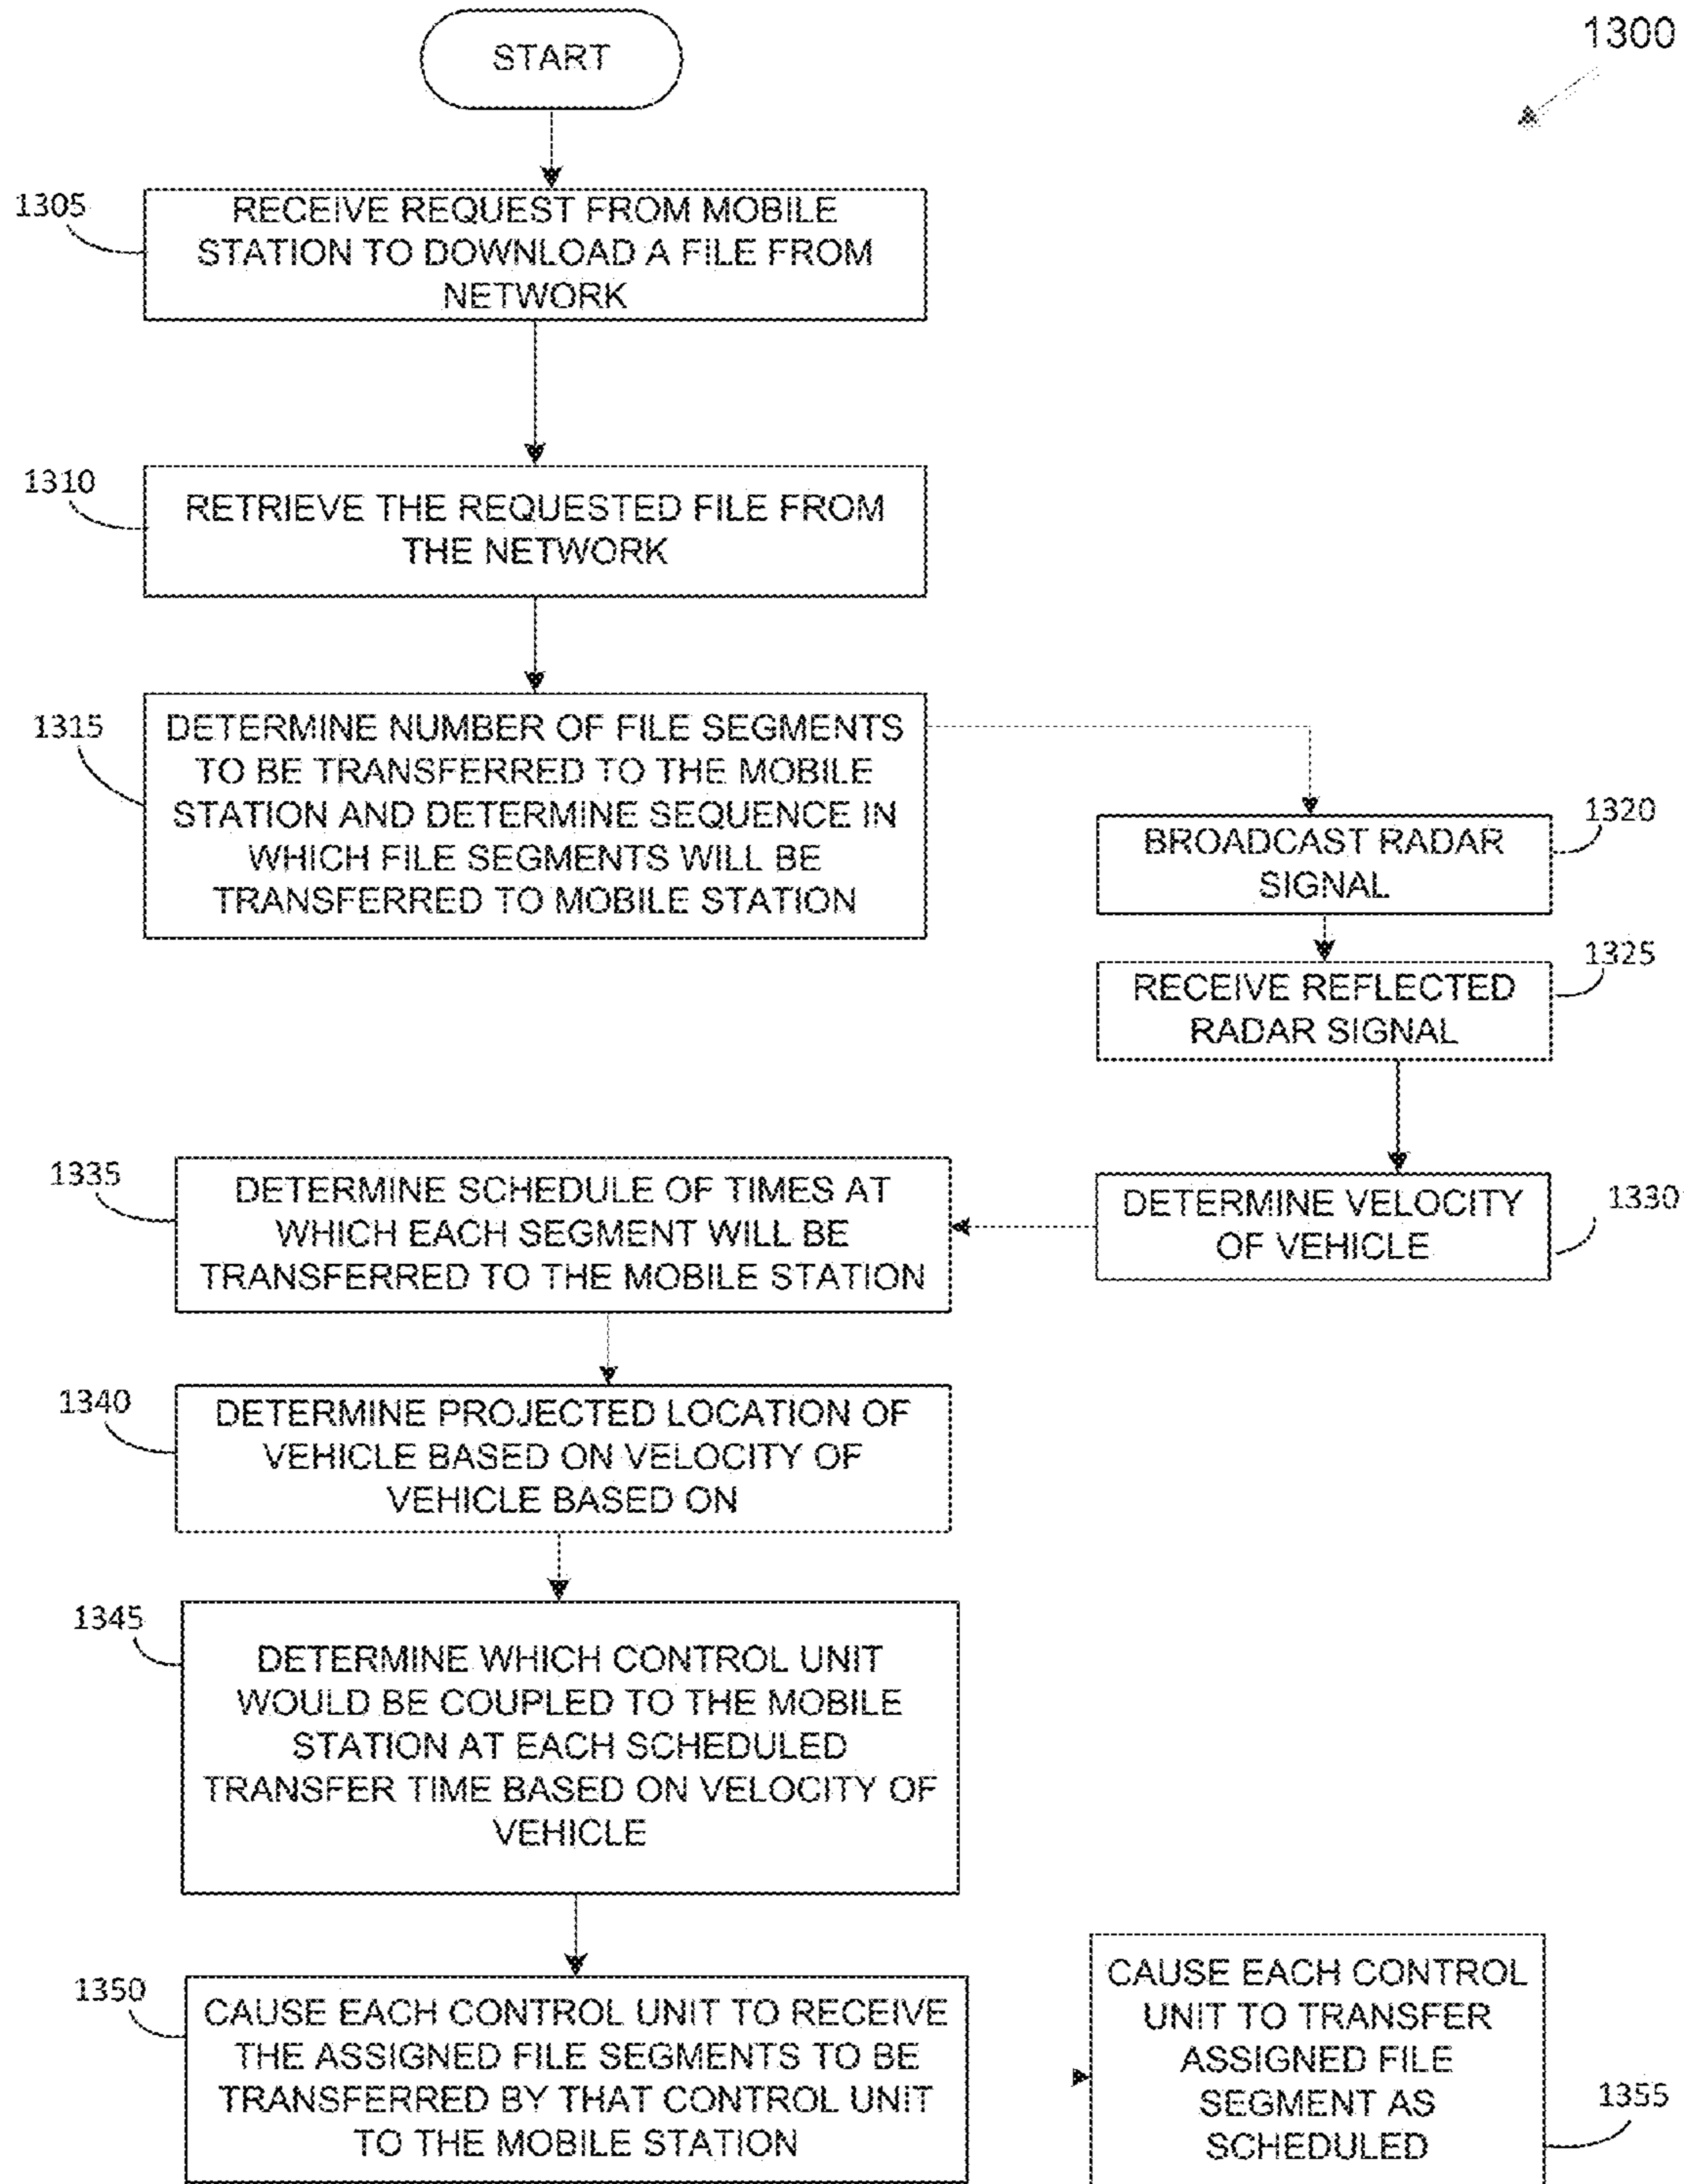 START
1300
1305
RECEIVE REQUEST FROM MOBILE
STATION TO DOWNLOAD A FILE FROM
NETWORK
1310
RETRIEVE THE REQUESTED FILE FROM
THE NETWORK
1315
DETERMINE NUMBER OF FILE SEGMENTS
TO BE TRANSFERRED TO THE MOBILE
STATION AND DETERMINE SEQUENCE IN
WHICH FILE SEGMENTS WILL BE
TRANSFERRED TO MOBILE STATION
1320
BROADCAST RADAR
SIGNAL
1325
RECEIVE REFLECTED
RADAR SIGNAL
1330
DETERMINE VELOCITY
OF VEHICLE
1335
DETERMINE SCHEDULE OF TIMES AT
WHICH EACH SEGMENT WILL BE
TRANSFERRED TO THE MOBILE STATION
1340
DETERMINE PROJECTED LOCATION OF
VEHICLE BASED ON VELOCITY OF
VEHICLE BASED ON
1345
DETERMINE WHICH CONTROL UNIT
WOULD BE COUPLED TO THE MOBILE
STATION AT EACH SCHEDULED
TRANSFER TIME BASED ON VELOCITY OF
VEHICLE
1350
CAUSE EACH CONTROL UNIT TO RECEIVE
THE ASSIGNED FILE SEGMENTS TO BE
TRANSFERRED BY THAT CONTROL UNIT
TO THE MOBILE STATION
CAUSE EACH CONTROL
UNIT TO TRANSFER
ASSIGNED FILE
SEGMENT AS
SCHEDULED
1355